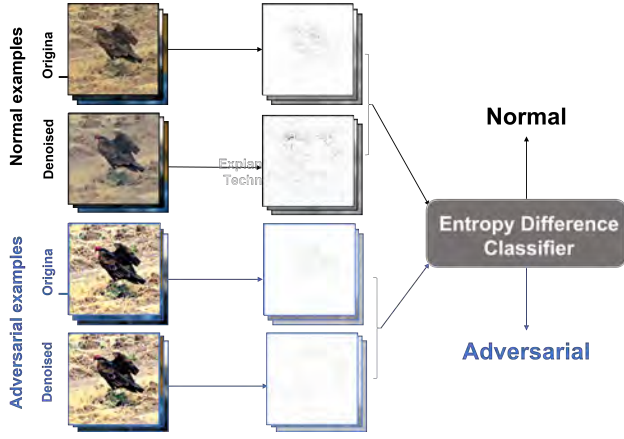 Normal examples
Origina
Denoised
Adversarial examples
Origina
Denoised
Normal
Entropy Difference
Classifier
Adversarial